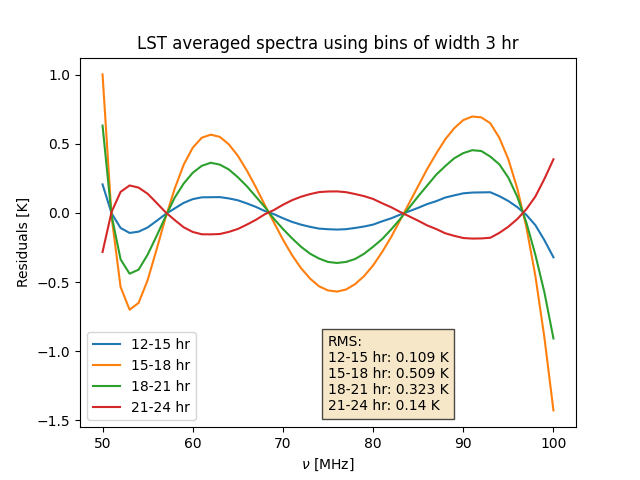 LST averaged spectra using bins of width 3 hr
Residuals [K]
1.0
0.5
0.0
−0.5
−1.0
−1.5
12-15 hr
15-18 hr
18-21 hr
21-24 hr
RMS:
12-15 hr: 0.109 K
15-18 hr: 0.509 K
18-21 hr: 0.323 K
21-24 hr: 0.14 K
50 60 70 80 90 100
ν [MHz]